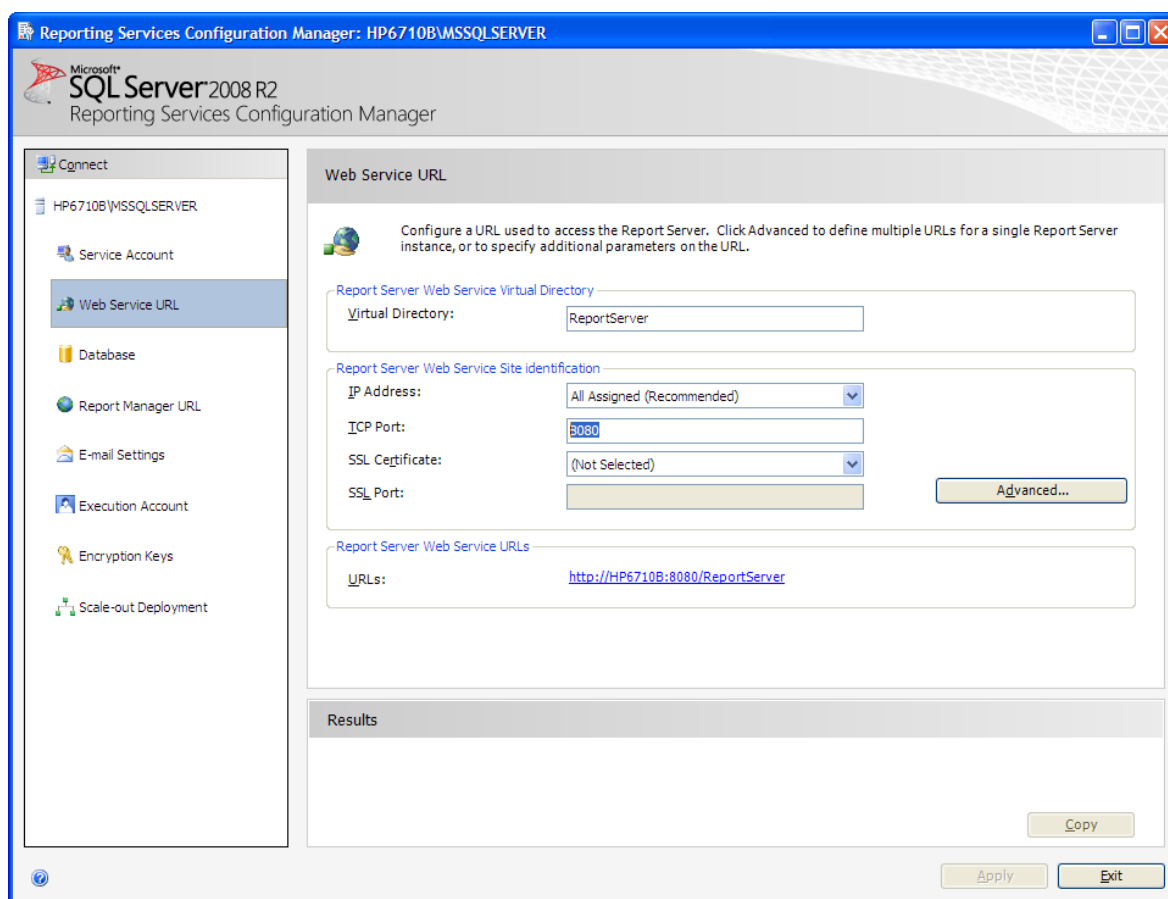 Reporting Services Configuration Manager: HP6710B\MSSQLSERVER
Microsoft®
SQL Server® 2008 R2
Reporting Services Configuration Manager
Connect
HP6710B\MSSQLSERVER
Service Account
Web Service URL
Database
Report Manager URL
E-mail Settings
Execution Account
Encryption Keys
Scale-out Deployment
Web Service URL
Configure a URL used to access the Report Server. Click Advanced to define multiple URLs for a single Report Server
instance, or to specify additional parameters on the URL.
Report Server Web Service Virtual Directory
Virtual Directory:
ReportServer
Report Server Web Service Site identification
IP Address:
All Assigned (Recommended)
TCP Port:
8080
SSL Certificate:
(Not Selected)
SSL Port:
Advanced...
Report Server Web Service URLs
URLs:
http://HP6710B:8080/ReportServer
Results
Copy
Apply
Exit